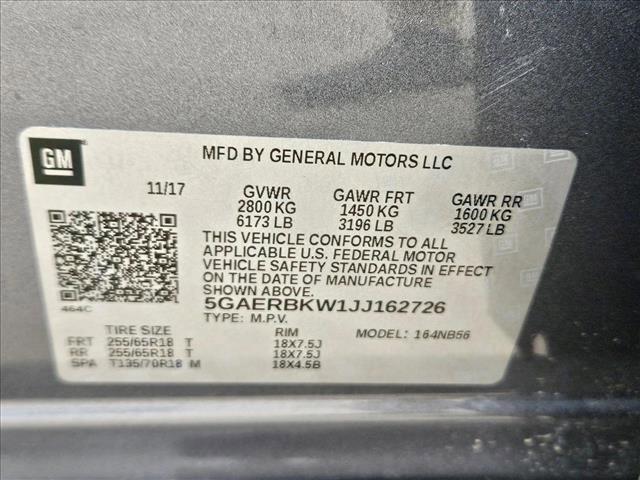 GM
MFD BY GENERAL MOTORS LLC
11/17 GVWR GAWR FRT GAWR RR
2800 KG 1450 KG 1600 KG
6173 LB 3196 LB 3527 LB
THIS VEHICLE CONFORMS TO ALL
APPLICABLE U.S. FEDERAL MOTOR
VEHICLE SAFETY STANDARDS IN EFFECT
ON THE DATE OF MANUFACTURE
SHOWN ABOVE.
464C 5GAERBKW1JJ162726
TYPE: M.P.V. MODEL: 164NB56
TIRE SIZE RIM
FRT 255/65R18 T 18X7.5J
RR 255/65R18 T 18X7.5J
SPA T135/70R18 M 18X4.5B